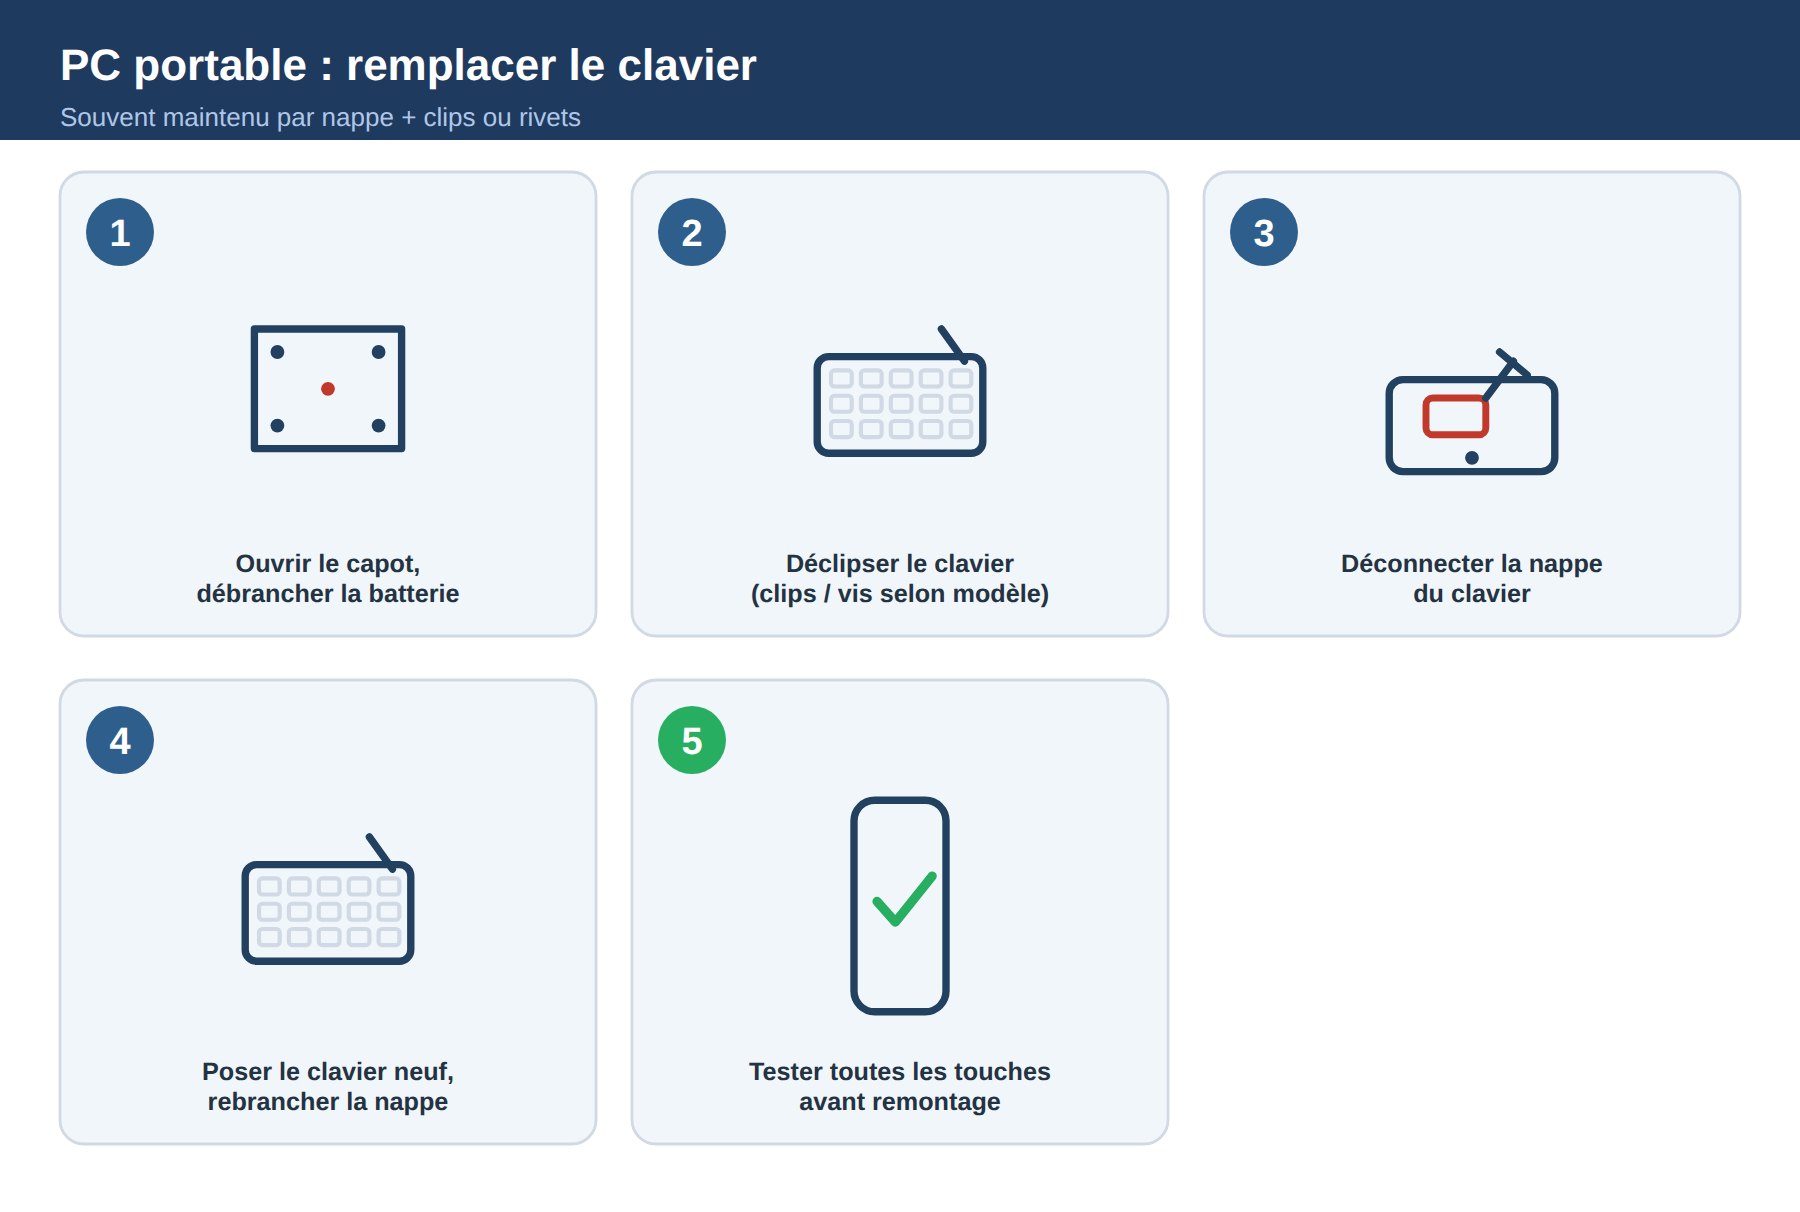 PC portable : remplacer le clavier
Souvent maintenu par nappe + clips ou rivets
1
Ouvrir le capot,
débrancher la batterie
2
Déclipser le clavier
(clips / vis selon modèle)
3
Déconnecter la nappe
du clavier
4
Poser le clavier neuf,
rebrancher la nappe
5
Tester toutes les touches
avant remontage